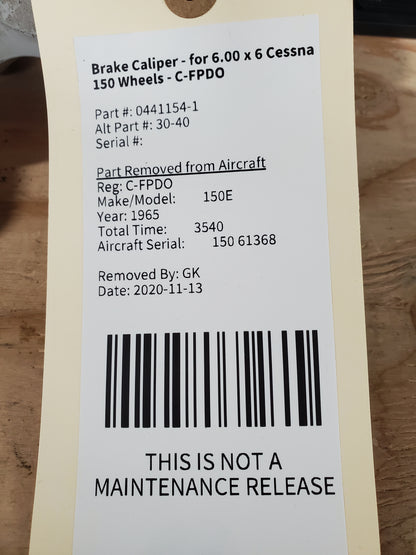 Brake Caliper - for 6.00 x 6 Cessna
150 Wheels - C-FPDO
Part #: 0441154-1
Alt Part #: 30-40
Serial #:
Part Removed from Aircraft
Reg: C-FPDO
Make/Model: 150E
Year: 1965
Total Time: 3540
Aircraft Serial: 150 61368
Removed By: GK
Date: 2020-11-13
THIS IS NOT A
MAINTENANCE RELEASE